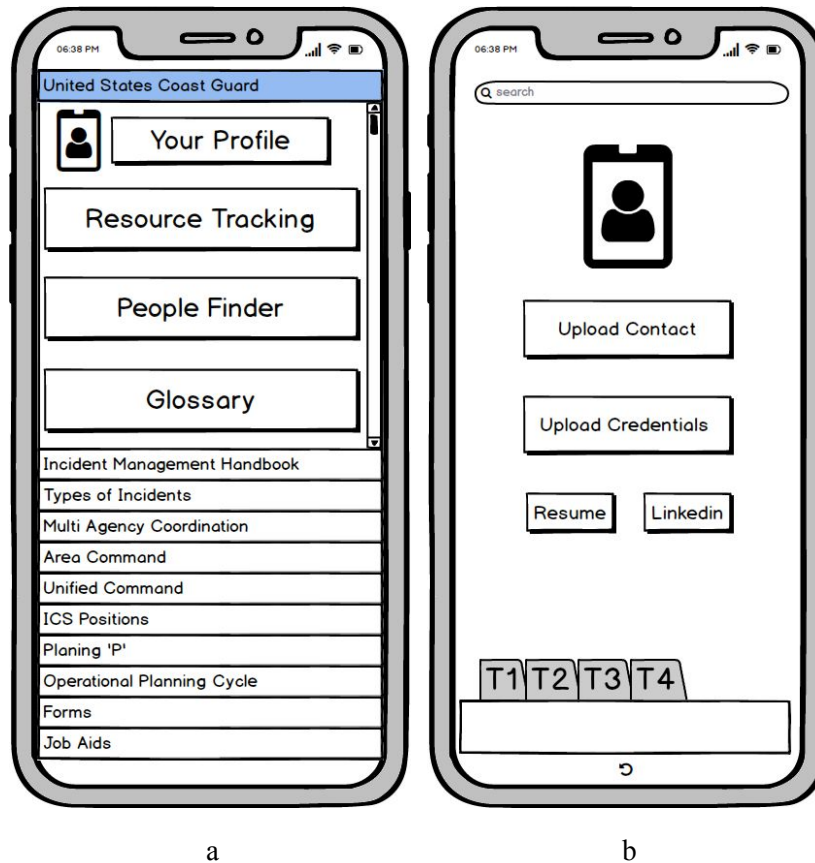 06:38 PM
United States Coast Guard
Your Profile
Resource Tracking
People Finder
Glossary
Incident Management Handbook
Types of Incidents
Multi Agency Coordination
Area Command
Unified Command
ICS Positions
Planing 'P'
Operational Planning Cycle
Forms
Job Aids
a
06:38 PM
search
Upload Contact
Upload Credentials
Resume Linkedin
T1 T2 T3 T4
b